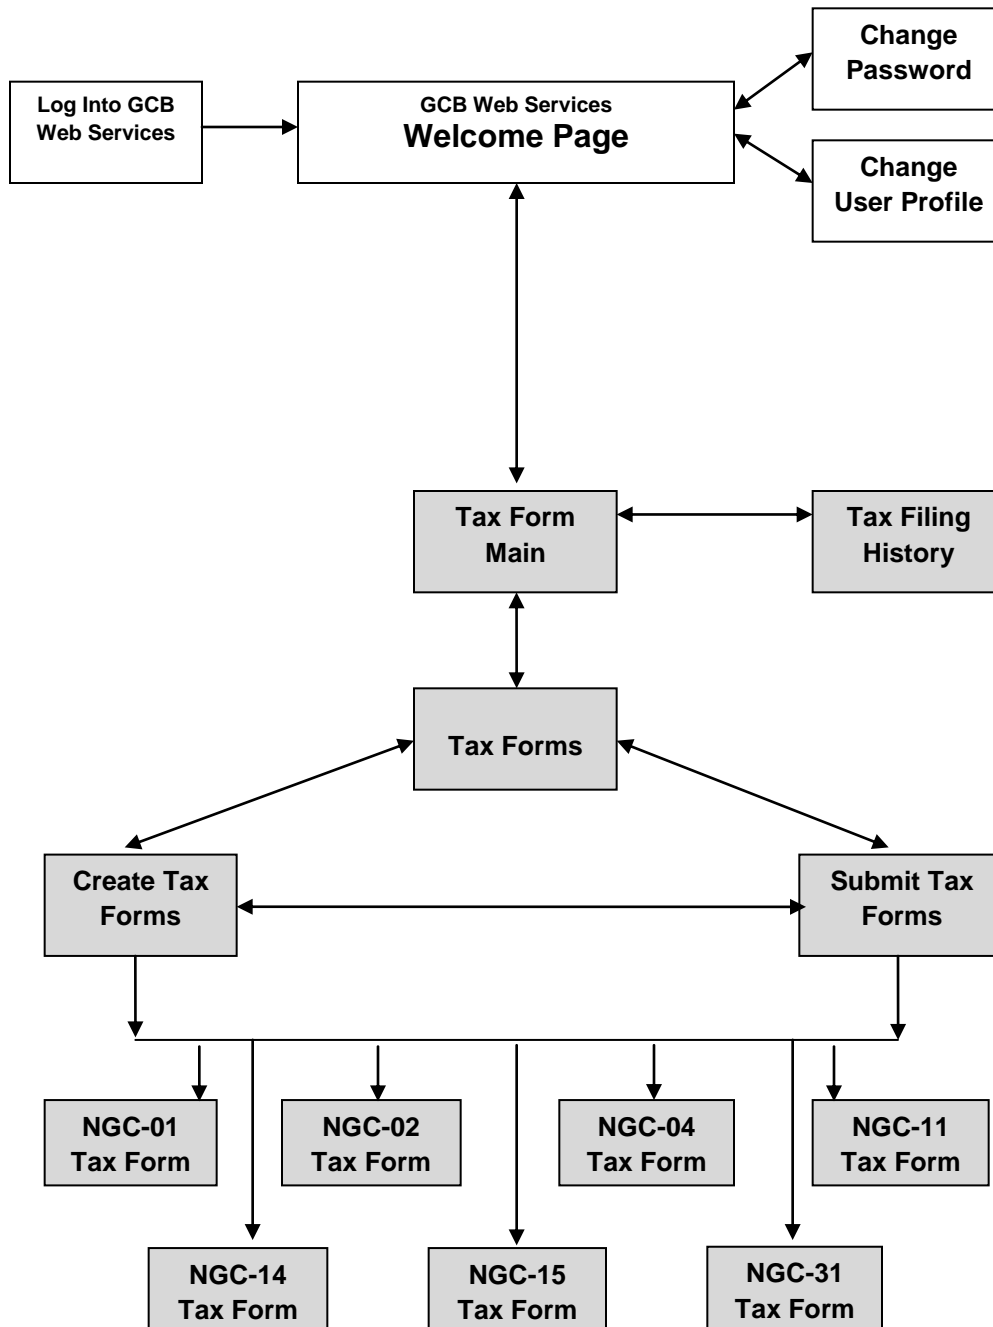 Change
Password
Log Into GCB
Web Services
GCB Web Services
Welcome Page
Change
User Profile
Tax Form
Main
Tax Filing
History
Tax Forms
Create Tax
Forms
Submit Tax
Forms
NGC-01
Tax Form
NGC-02
Tax Form
NGC-04
Tax Form
NGC-11
Tax Form
NGC-14
Tax Form
NGC-15
Tax Form
NGC-31
Tax Form